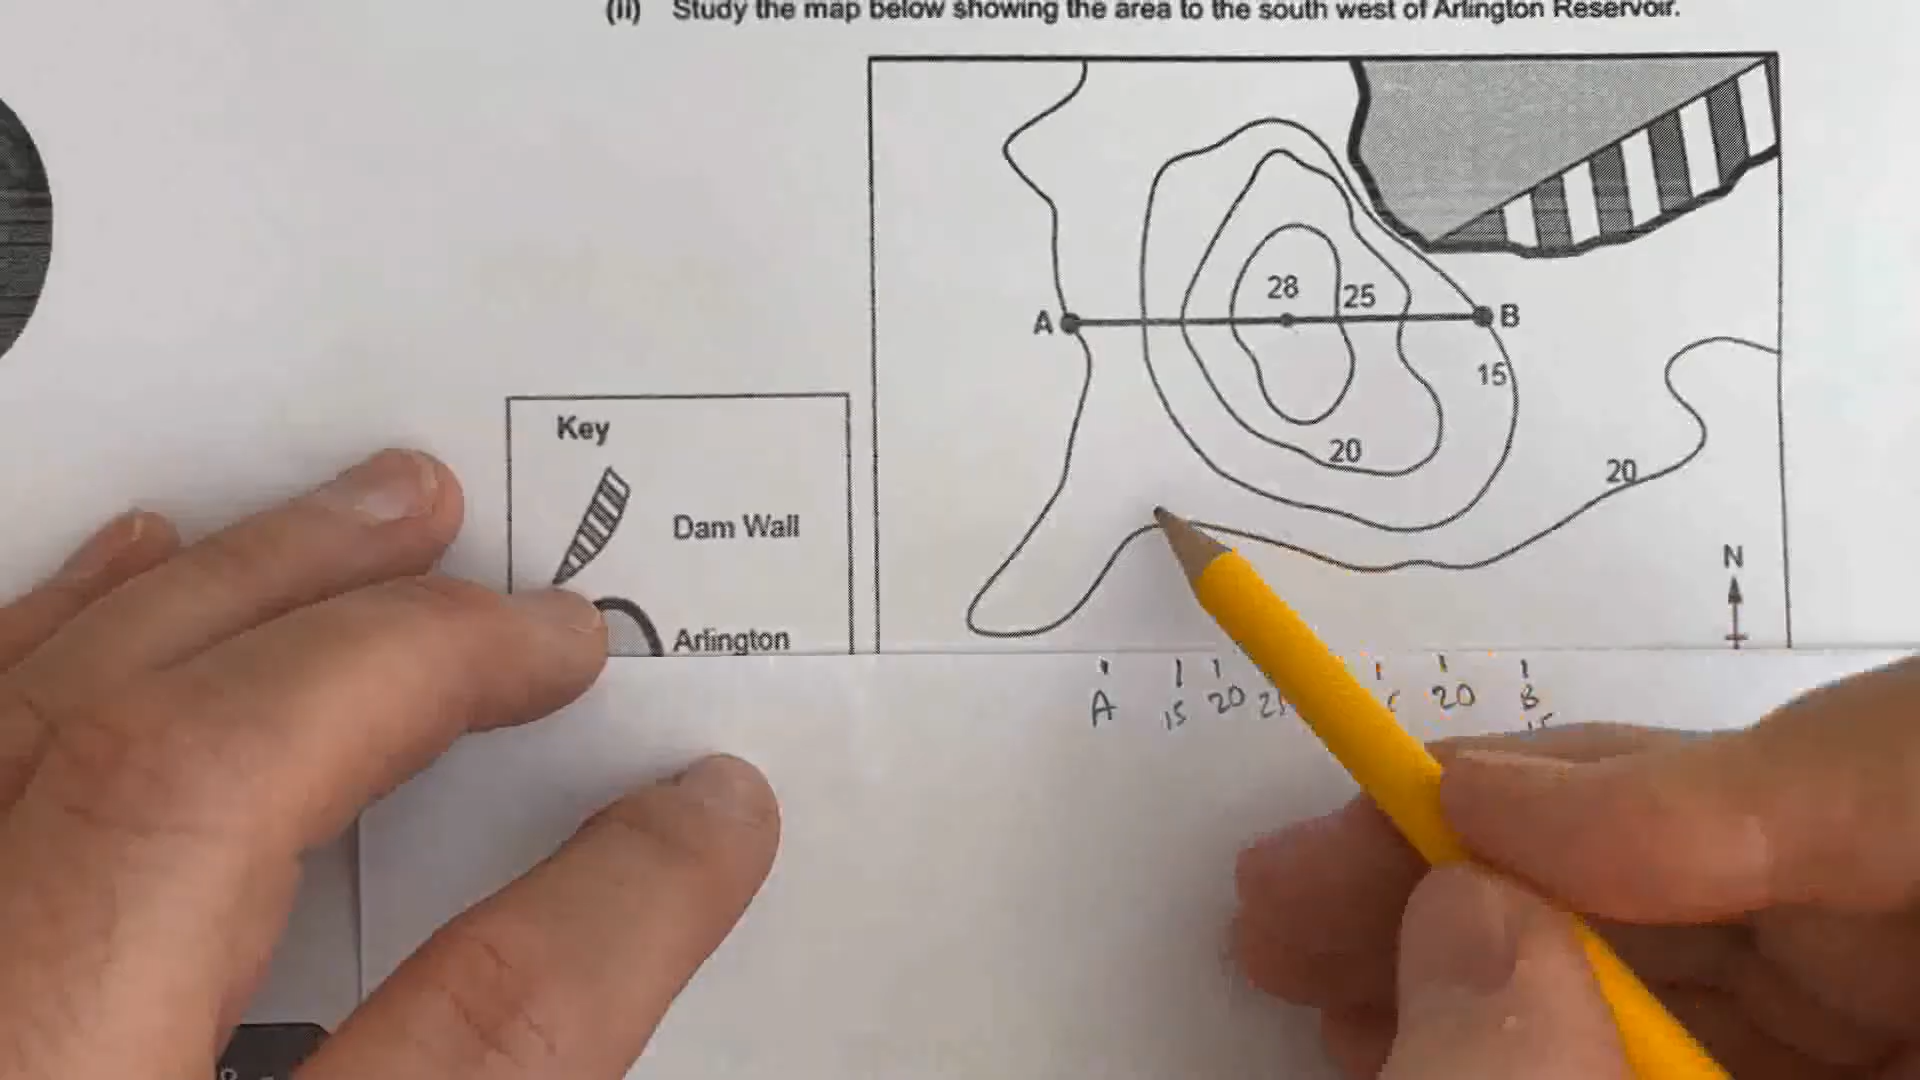 (ii) Study the map below showing the area to the south west of Arlington Reservoir.
28
25
A
B
15
20
20
N
Key
Dam Wall
Arlington
A 15 20 20 B
15